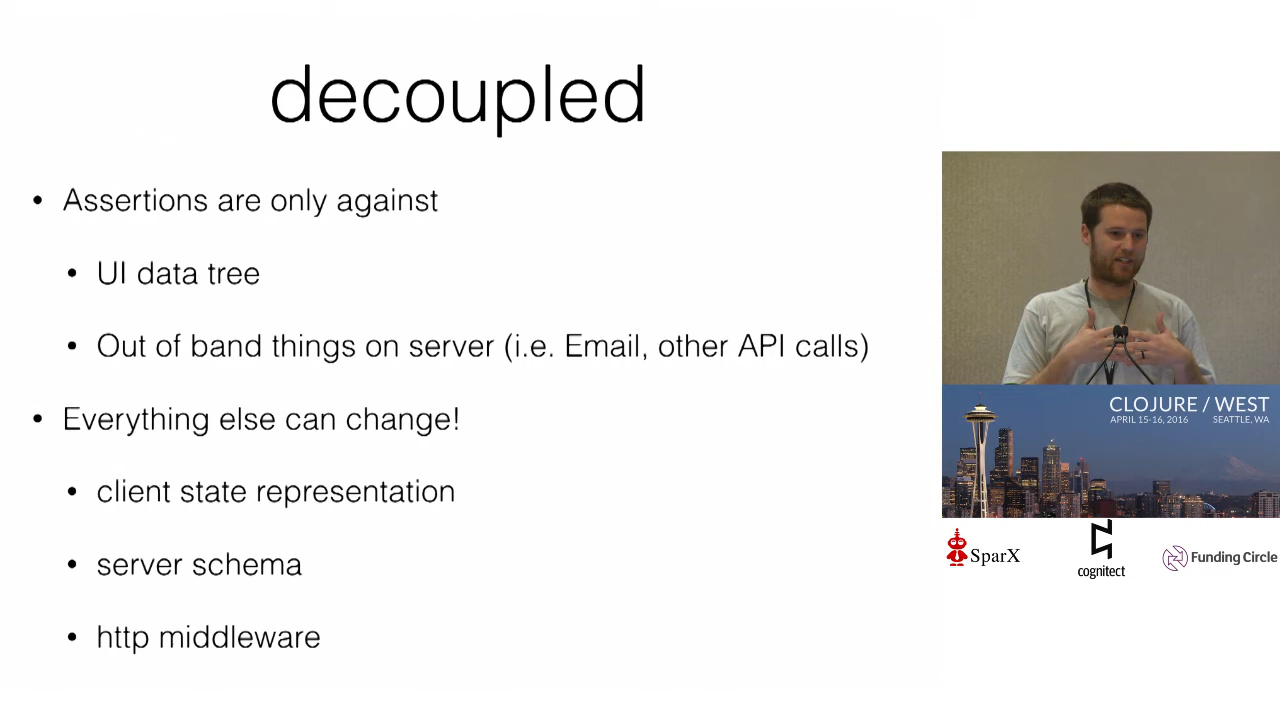 decoupled
• Assertions are only against
• UI data tree
• Out of band things on server (i.e. Email, other API calls)
• Everything else can change!
• client state representation
• server schema
• http middleware
CLOJURE / WEST
APRIL 15-16, 2016 SEATTLE, WA
SparX
cognitect
Funding Circle